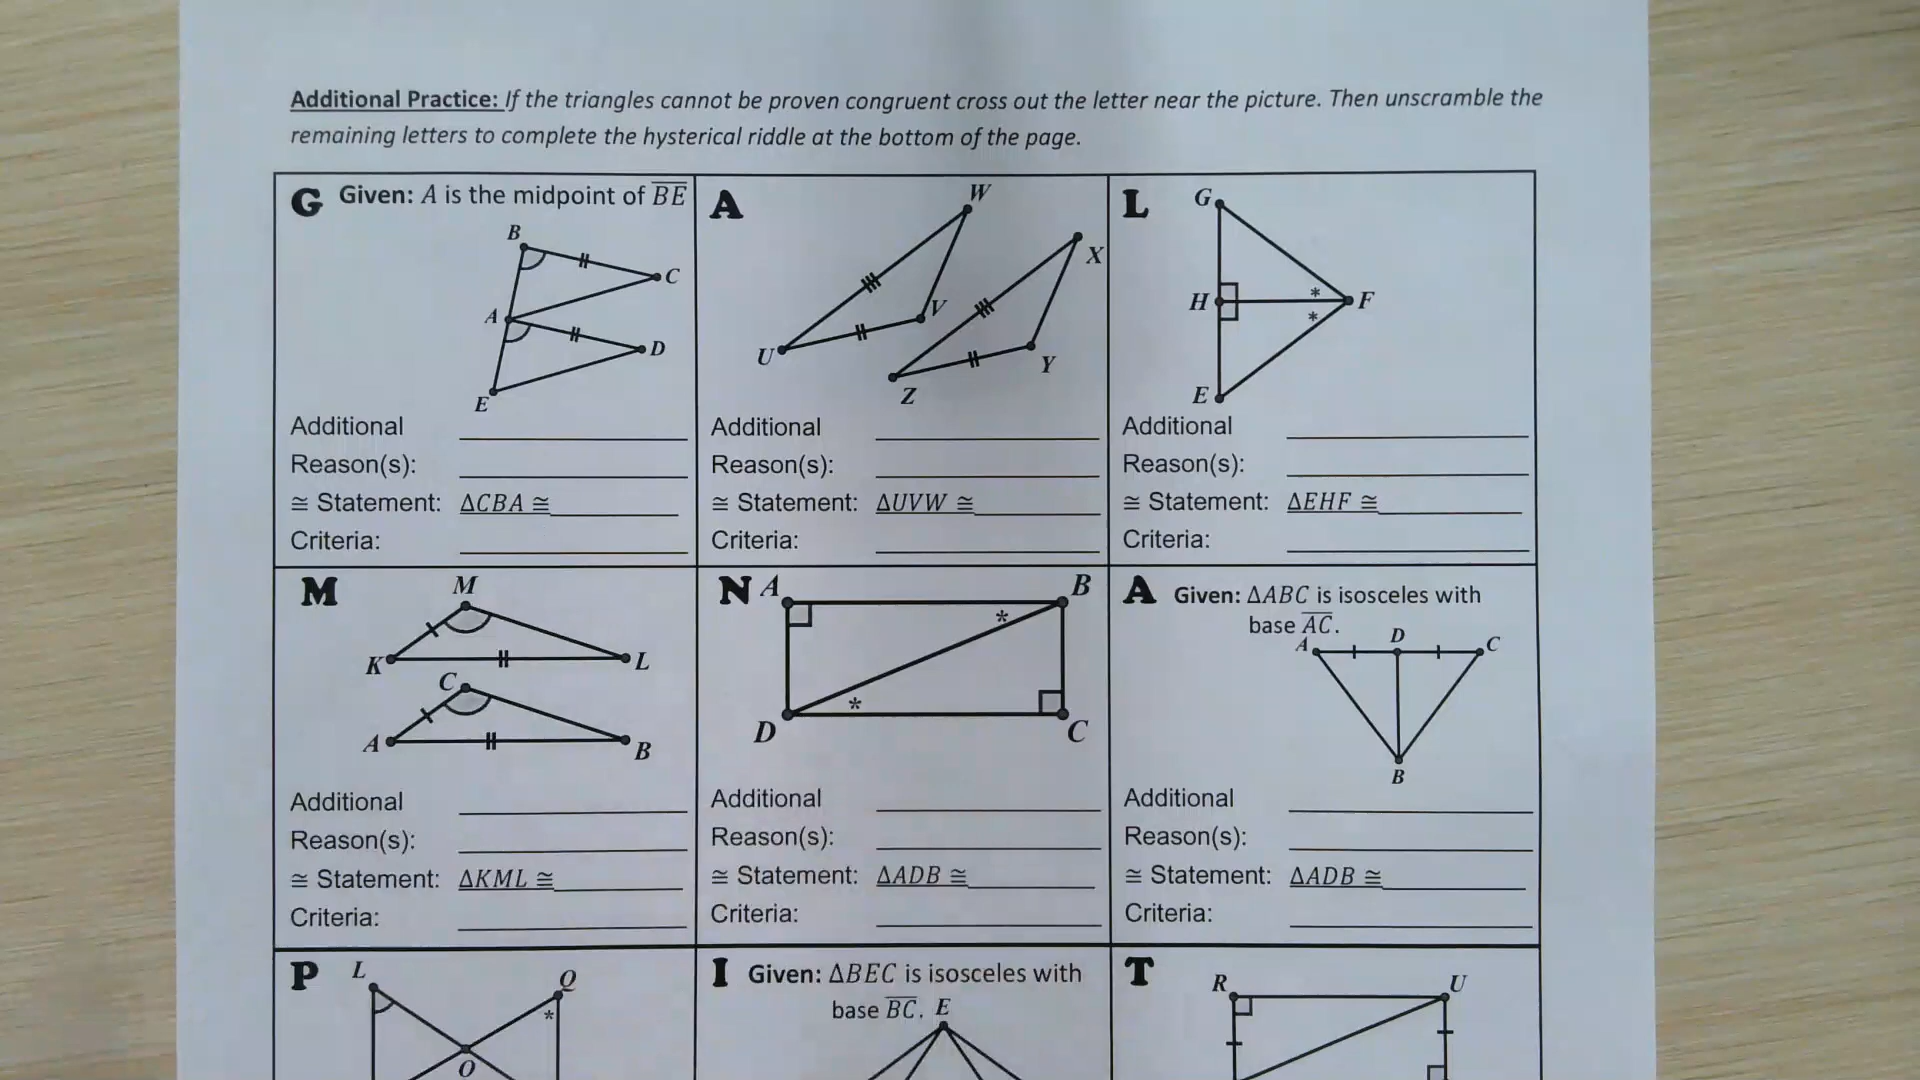 Additional Practice: If the triangles cannot be proven congruent cross out the letter near the picture. Then unscramble the
remaining letters to complete the hysterical riddle at the bottom of the page.
G Given: A is the midpoint of BE
B
C
A
D
E
Additional
Reason(s):
≅ Statement: ΔCBA ≅
Criteria:
A
W
V
X
U
Y
Z
Additional
Reason(s):
≅ Statement: ΔUVW ≅
Criteria:
L
G
H * F
*
E
Additional
Reason(s):
≅ Statement: ΔEHF ≅
Criteria:
M
M
K L
C
A B
Additional
Reason(s):
≅ Statement: ΔKML ≅
Criteria:
N A B
*
*
D C
Additional
Reason(s):
≅ Statement: ΔADB ≅
Criteria:
A Given: ΔABC is isosceles with
base AC.
A D C
B
Additional
Reason(s):
≅ Statement: ΔADB ≅
Criteria:
P L Q
*
O
I Given: ΔBEC is isosceles with
base BC. E
T
R U